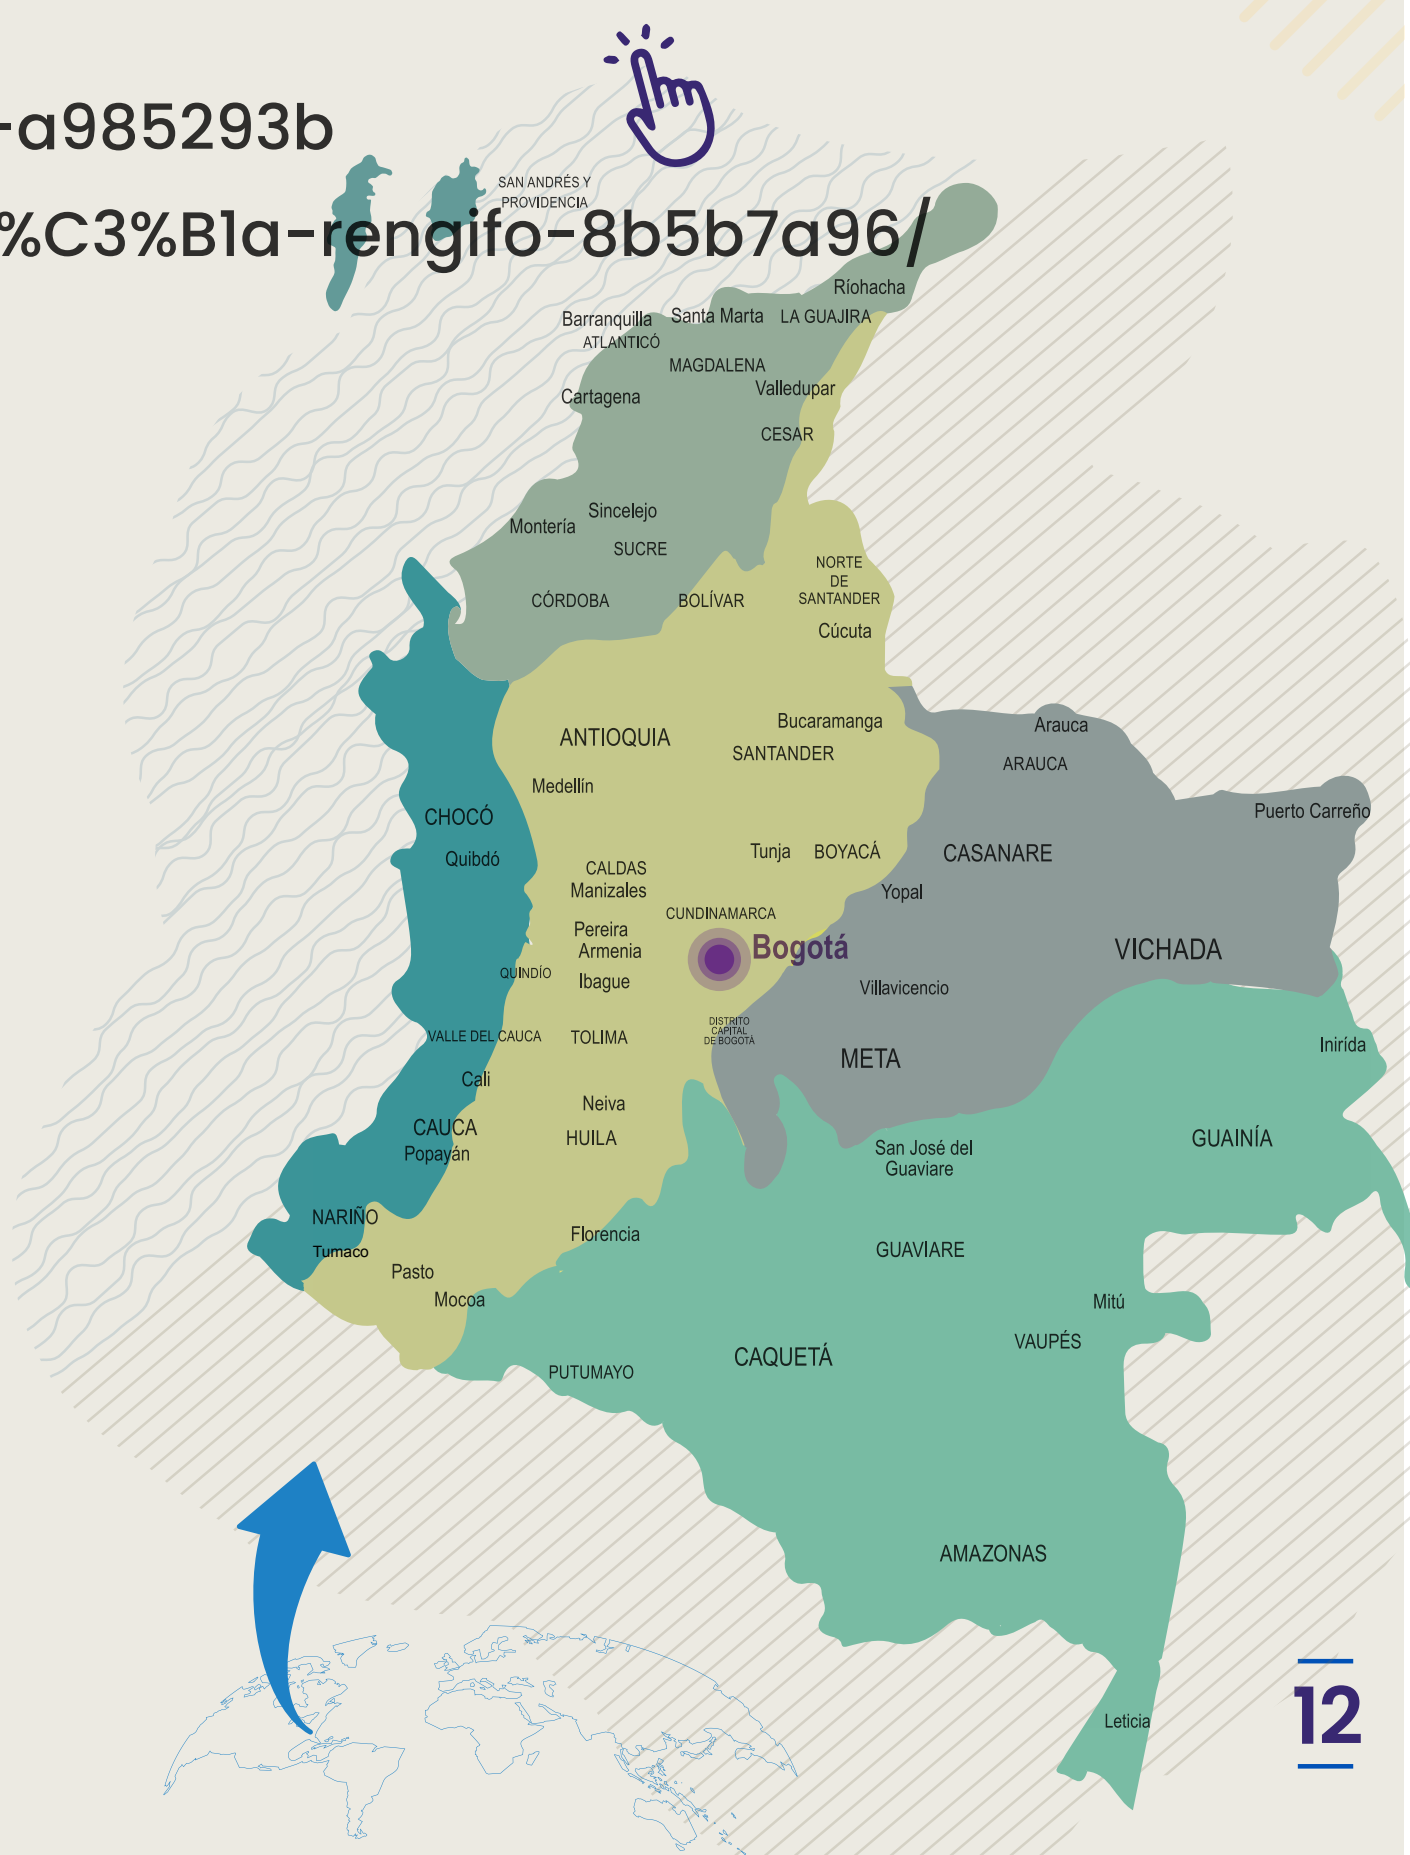 -a985293b
SAN ANDRÉS Y
PROVIDENCIA
%C3%B1a-rengifo-8b5b7a96/
Ríohacha
Barranquilla
Santa Marta
LA GUAJIRA
ATLANTICÓ
MAGDALENA
Valledupar
Cartagena
CESAR
Sincelejo
Montería
SUCRE
NORTE
DE
SANTANDER
CÓRDOBA
BOLÍVAR
Cúcuta
Bucaramanga
Arauca
ANTIOQUIA
SANTANDER
ARAUCA
Medellín
Puerto Carreño
CHOCÓ
Quibdó
Tunja
BOYACÁ
CASANARE
CALDAS
Manizales
Yopal
CUNDINAMARCA
Pereira
Armenia
Bogotá
VICHADA
QUINDÍO
Ibague
Villavicencio
DISTRITO
CAPITAL
DE BOGOTÁ
VALLE DEL CAUCA
TOLIMA
META
Inirída
Cali
Neiva
CAUCA
HUILA
GUAINÍA
Popayán
San José del
Guaviare
NARIÑO
Florencia
Tumaco
GUAVIARE
Pasto
Mocoa
Mitú
VAUPÉS
CAQUETÁ
PUTUMAYO
AMAZONAS
12
Leticia